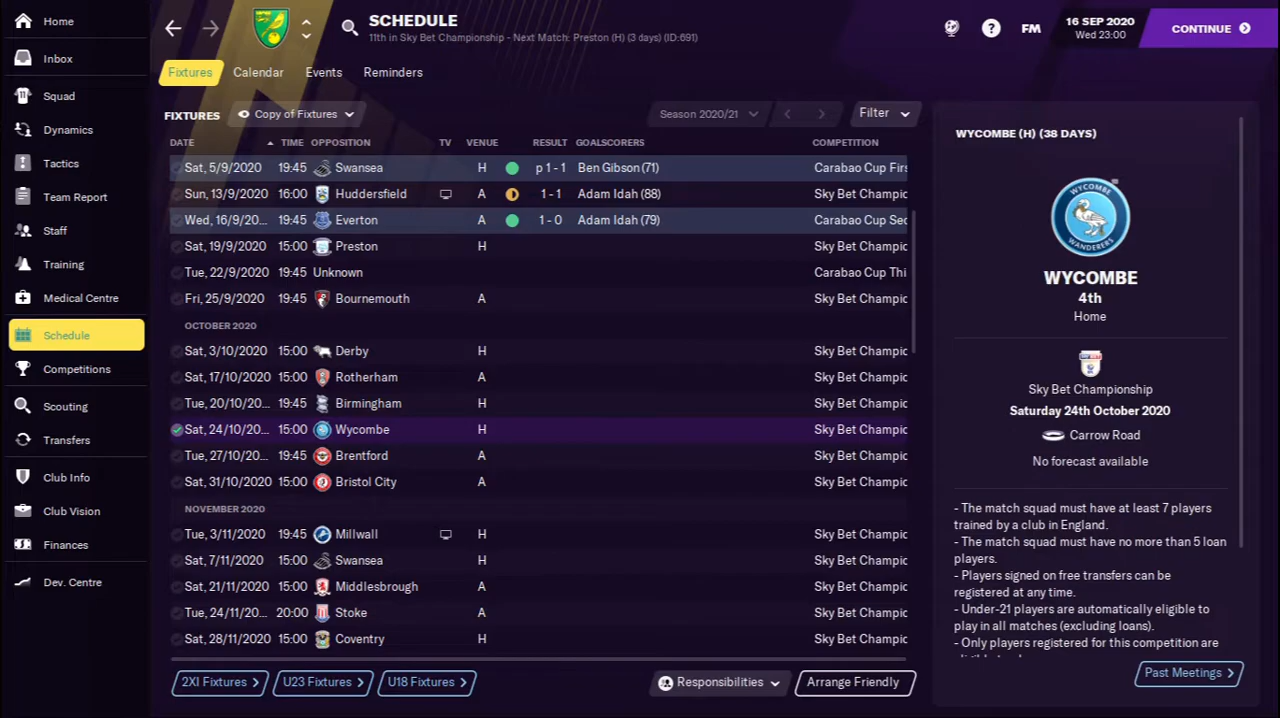 Home
Inbox
Squad
Dynamics
Tactics
Team Report
Staff
Training
Medical Centre
Schedule
Competitions
Scouting
Transfers
Club Info
Club Vision
Finances
Dev. Centre
SCHEDULE
11th in Sky Bet Championship - Next Match: Preston (H) (3 days) (ID:691)
? FM 16 SEP 2020 CONTINUE
Wed 23:00
Fixtures Calendar Events Reminders
FIXTURES Copy of Fixtures Season 2020/21 Filter
DATE TIME OPPOSITION TV VENUE RESULT GOALSCORERS COMPETITION
Sat, 5/9/2020 19:45 Swansea H p 1 - 1 Ben Gibson (71) Carabao Cup Firs
Sun, 13/9/2020 16:00 Huddersfield A 1 - 1 Adam Idah (88) Sky Bet Champic
Wed, 16/9/20... 19:45 Everton A 1 - 0 Adam Idah (79) Carabao Cup Sec
Sat, 19/9/2020 15:00 Preston H Sky Bet Champic
Tue, 22/9/2020 19:45 Unknown Carabao Cup Thi
Fri, 25/9/2020 19:45 Bournemouth A Sky Bet Champic
OCTOBER 2020
Sat, 3/10/2020 15:00 Derby H Sky Bet Champic
Sat, 17/10/2020 15:00 Rotherham A Sky Bet Champic
Tue, 20/10/20... 19:45 Birmingham H Sky Bet Champic
Sat, 24/10/20... 15:00 Wycombe H Sky Bet Champic
Tue, 27/10/20... 19:45 Brentford A Sky Bet Champic
Sat, 31/10/2020 15:00 Bristol City A Sky Bet Champic
NOVEMBER 2020
Tue, 3/11/2020 19:45 Millwall H Sky Bet Champic
Sat, 7/11/2020 15:00 Swansea H Sky Bet Champic
Sat, 21/11/2020 15:00 Middlesbrough A Sky Bet Champic
Tue, 24/11/20... 20:00 Stoke A Sky Bet Champic
Sat, 28/11/2020 15:00 Coventry H Sky Bet Champic
2XI Fixtures U23 Fixtures U18 Fixtures Responsibilities Arrange Friendly
WYCOMBE (H) (38 DAYS)
WYCOMBE
WANDERERS
WYCOMBE
4th
Home
Sky Bet Championship
Saturday 24th October 2020
Carrow Road
No forecast available
- The match squad must have at least 7 players
trained by a club in England.
- The match squad must have no more than 5 loan
players.
- Players signed on free transfers can be
registered at any time.
- Under-21 players are automatically eligible to
play in all matches (excluding loans).
- Only players registered for this competition are
Past Meetings